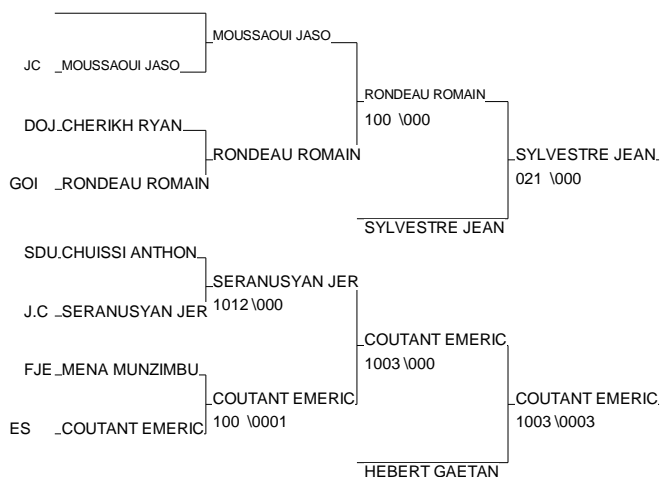 MOUSSAOUI JASO
JC MOUSSAOUI JASO
RONDEAU ROMAIN
100 \000
DOJ CHERIKH RYAN
RONDEAU ROMAIN
SYLVESTRE JEAN
021 \000
GOI RONDEAU ROMAIN
SYLVESTRE JEAN
SDU CHUISSI ANTHON
SERANUSYAN JER
1012 \000
J.C SERANUSYAN JER
COUTANT EMERIC
1003 \000
FJE MENA MUNZIMBU
COUTANT EMERIC
100 \0001
COUTANT EMERIC
1003 \0003
ES COUTANT EMERIC
HEBERT GAETAN